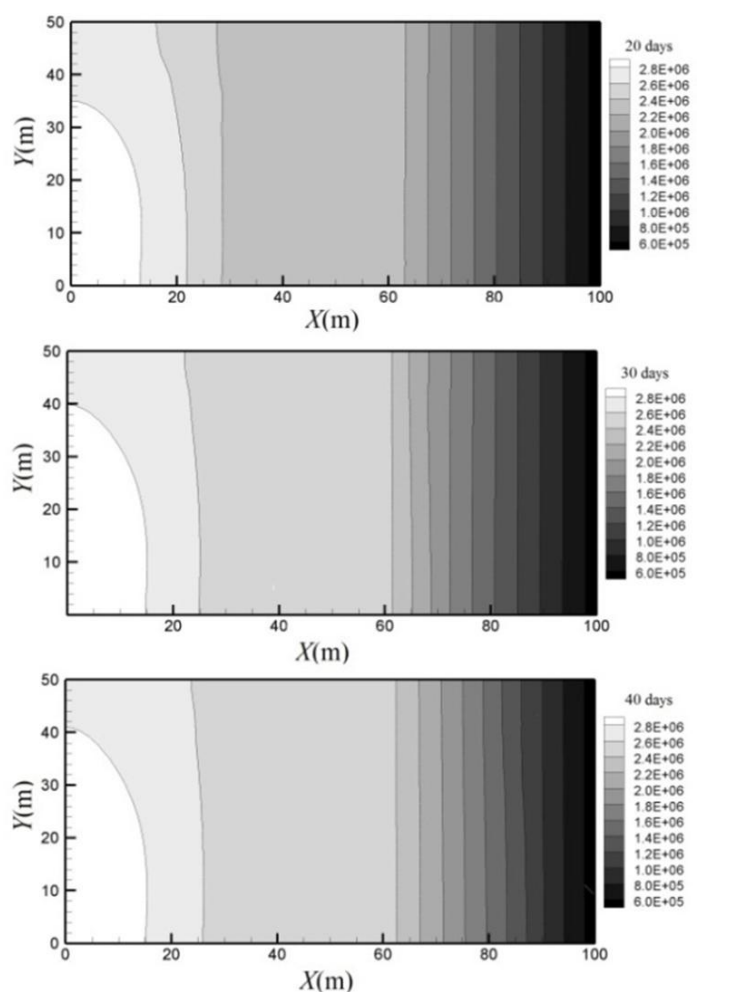 20 days
50
40
30
20
10
0
Y(m)
0 20 40 60 80 100
X(m)
2.8E+06
2.6E+06
2.4E+06
2.2E+06
2.0E+06
1.8E+06
1.6E+06
1.4E+06
1.2E+06
1.0E+06
8.0E+05
6.0E+05
30 days
50
40
30
20
10
Y(m)
20 40 60 80 100
X(m)
2.8E+06
2.6E+06
2.4E+06
2.2E+06
2.0E+06
1.8E+06
1.6E+06
1.4E+06
1.2E+06
1.0E+06
8.0E+05
6.0E+05
40 days
50
40
30
20
10
0
Y(m)
0 20 40 60 80 100
X(m)
2.8E+06
2.6E+06
2.4E+06
2.2E+06
2.0E+06
1.8E+06
1.6E+06
1.4E+06
1.2E+06
1.0E+06
8.0E+05
6.0E+05